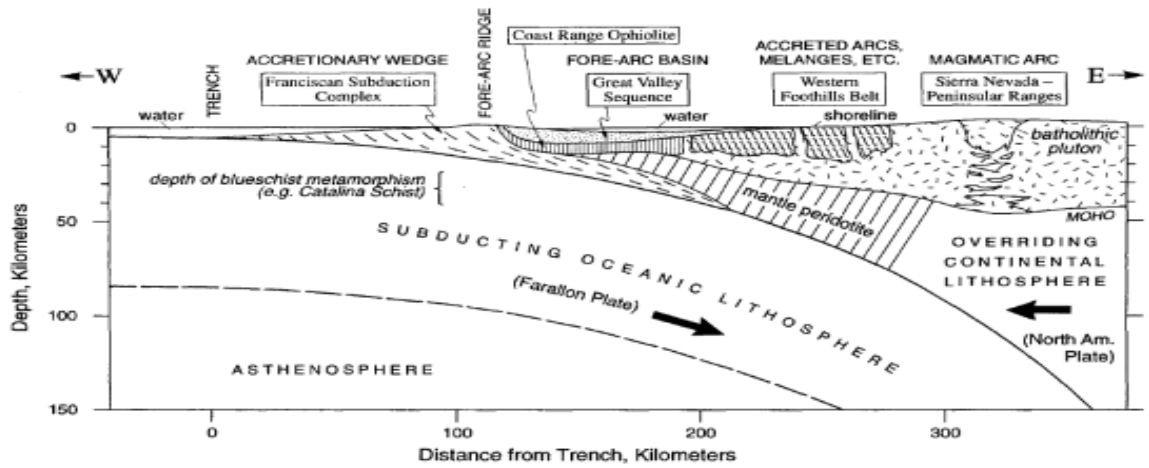 W
TRENCH
ACCRETIONARY WEDGE
Franciscan Subduction
Complex
FORE-ARC RIDGE
Coast Range Ophiolite
FORE-ARC BASIN
Great Valley
Sequence
ACCRETED ARCS,
MELANGES, ETC.
Western
Foothills Belt
MAGMATIC ARC
Sierra Nevada –
Peninsular Ranges
E
water
water
shoreline
batholithic
pluton
depth of blueschist metamorphism
(e.g. Catalina Schist)
mantle peridotite
MOHO
SUBDUCTING OCEANIC LITHOSPHERE
(Farallon Plate)
OVERRIDING
CONTINENTAL
LITHOSPHERE
(North Am.
Plate)
ASTHENOSPHERE
Depth, Kilometers
0
50
100
150
0
100
200
300
Distance from Trench, Kilometers